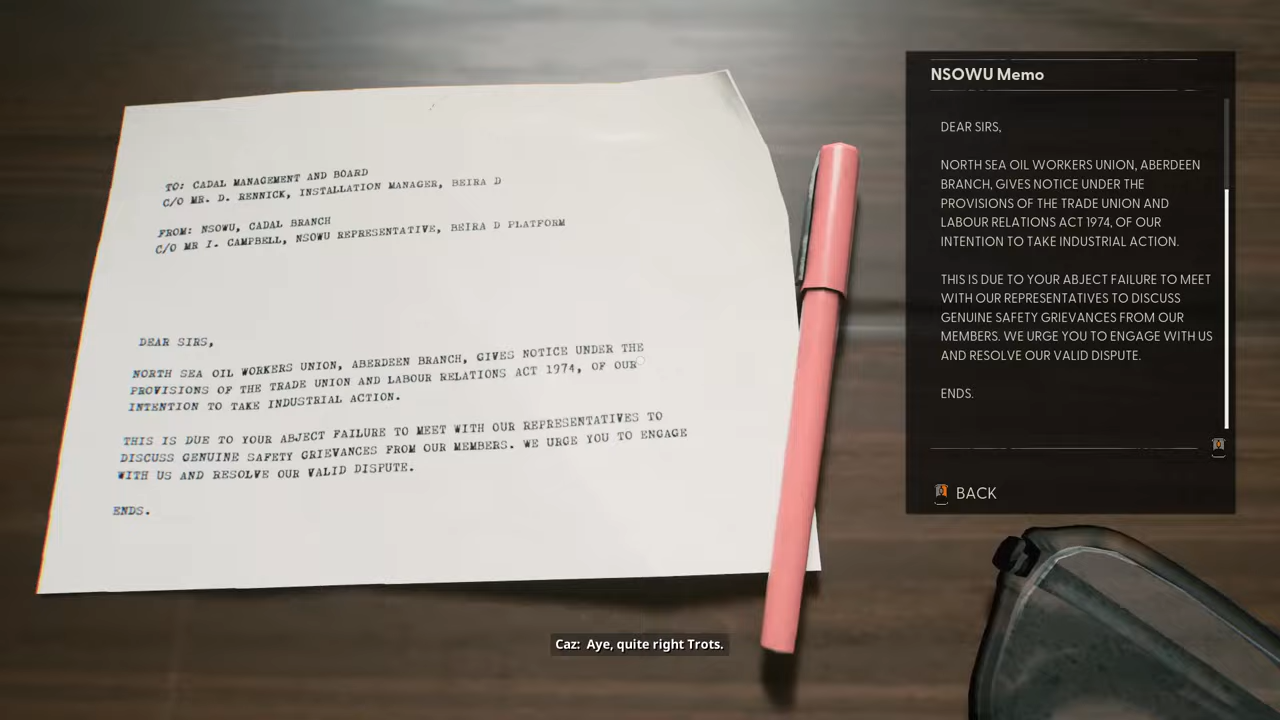 TO: CADAL MANAGEMENT AND BOARD
C/O MR. D. RENNICK, INSTALLATION MANAGER, BEIRA D
FROM: NSOWU, CADAL BRANCH
C/O MR I. CAMPBELL, NSOWU REPRESENTATIVE, BEIRA D PLATFORM
DEAR SIRS,
NORTH SEA OIL WORKERS UNION, ABERDEEN BRANCH, GIVES NOTICE UNDER THE
PROVISIONS OF THE TRADE UNION AND LABOUR RELATIONS ACT 1974, OF OUR
INTENTION TO TAKE INDUSTRIAL ACTION.
THIS IS DUE TO YOUR ABJECT FAILURE TO MEET WITH OUR REPRESENTATIVES TO
DISCUSS GENUINE SAFETY GRIEVANCES FROM OUR MEMBERS. WE URGE YOU TO ENGAGE
WITH US AND RESOLVE OUR VALID DISPUTE.
ENDS.
NSOWU Memo
DEAR SIRS,
NORTH SEA OIL WORKERS UNION, ABERDEEN
BRANCH, GIVES NOTICE UNDER THE
PROVISIONS OF THE TRADE UNION AND
LABOUR RELATIONS ACT 1974, OF OUR
INTENTION TO TAKE INDUSTRIAL ACTION.
THIS IS DUE TO YOUR ABJECT FAILURE TO MEET
WITH OUR REPRESENTATIVES TO DISCUSS
GENUINE SAFETY GRIEVANCES FROM OUR
MEMBERS. WE URGE YOU TO ENGAGE WITH US
AND RESOLVE OUR VALID DISPUTE.
ENDS.
BACK
Caz: Aye, quite right Trots.